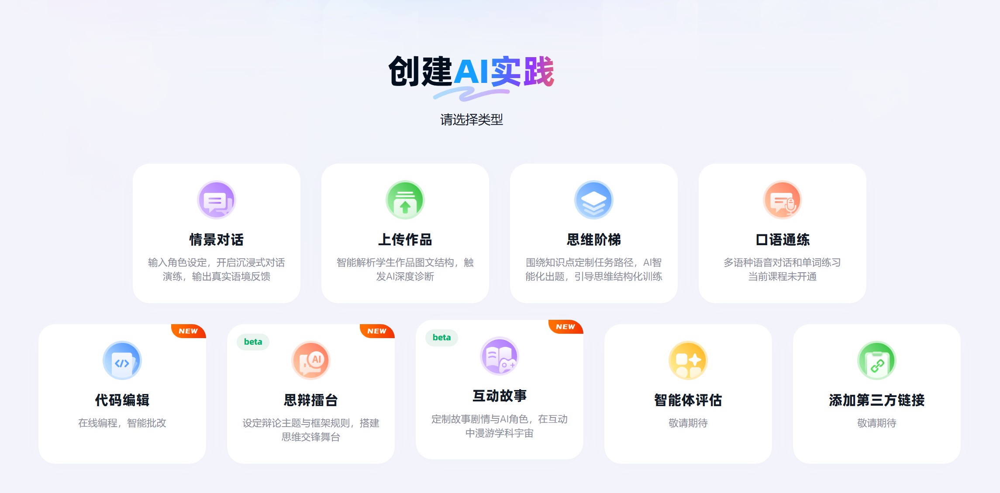 创建AI实践
请选择类型
情景对话
输入角色设定，开启沉浸式对话
演练，输出真实语境反馈
上传作品
智能解析学生作品图文结构，触
发AI深度诊断
思维阶梯
围绕知识点定制任务路径，AI智
能化出题，引导思维结构化训练
口语通练
多语种语音对话和单词练习
当前课程未开通
NEW
代码编辑
在线编程，智能批改
beta
NEW
AI
思辩擂台
设定辩论主题与框架规则，搭建
思维交锋舞台
beta
NEW
互动故事
定制故事剧情与AI角色，在互动
中漫游学科宇宙
智能体评估
敬请期待
添加第三方链接
敬请期待